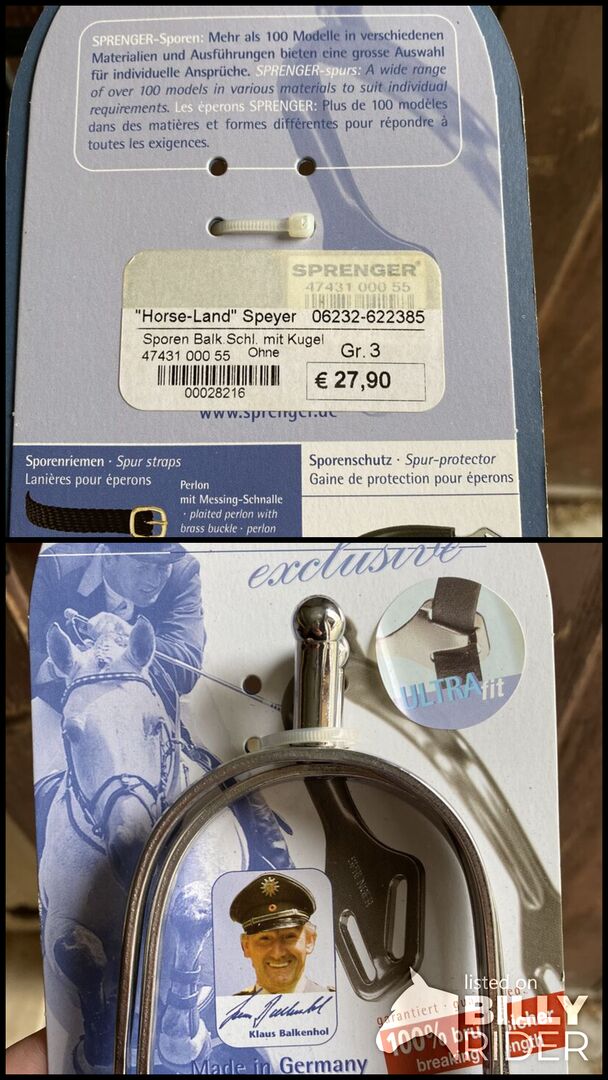 SPRENGER-Sporen: Mehr als 100 Modelle in verschiedenen
Materialien und Ausführungen bieten eine grosse Auswahl
für individuelle Ansprüche. SPRENGER-spurs: A wide range
of over 100 models in various materials to suit individual
requirements. Les éperons SPRENGER: Plus de 100 modèles
dans des matières et formes différentes pour répondre à
toutes les exigences.
SPRENGER®
47431 000 55
"Horse-Land" Speyer 06232-622385
Sporen Balk.Schl. mit Kugel
47431 000 55 Ohne Gr. 3
€ 27,90
00028216
www.sprenger.de
Sporenriemen · Spur straps
Lanières pour éperons
Perlon
mit Messing-Schnalle
· plaited perlon with
brass buckle · perlon
Sporenschutz · Spur-protector
Gaine de protection pour éperons
exclusive
ULTRAfit
SPRENGER
Klaus Balkenhol
Made in Germany
garantiert
100% bru
sicher
breaking
ngth
listed on
BILLY
RIDER